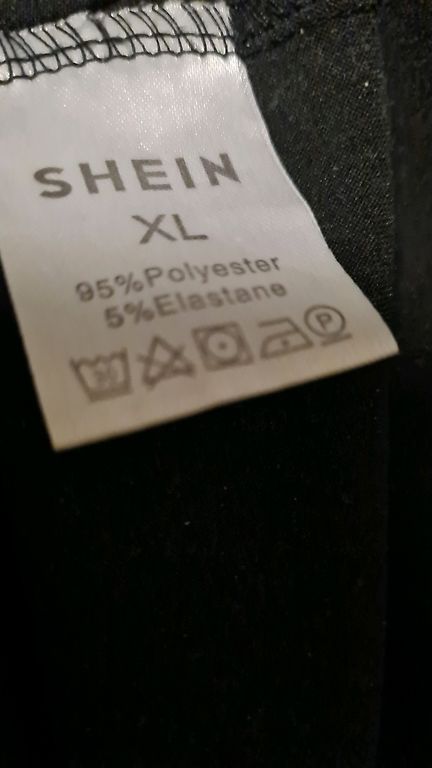 SHEIN
XL
95%Polyester
5%Elastane
P